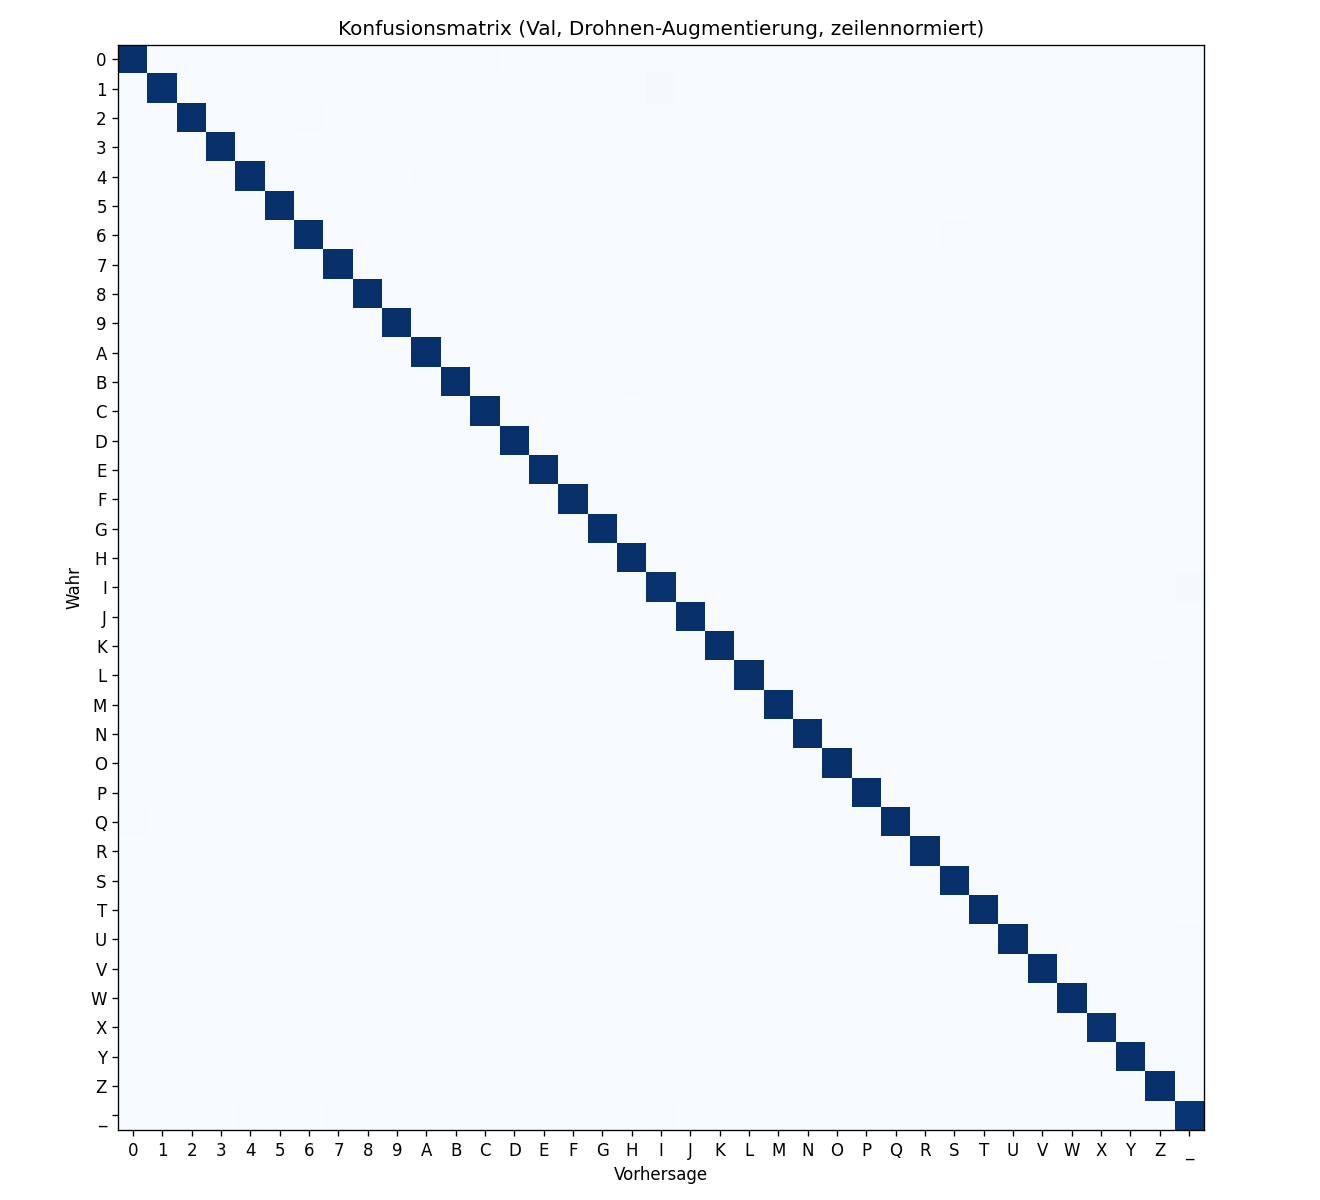 Konfusionsmatrix (Val, Drohnen-Augmentierung, zeilennormiert)
Wahr
0
1
2
3
4
5
6
7
8
9
A
B
C
D
E
F
G
H
I
J
K
L
M
N
O
P
Q
R
S
T
U
V
W
X
Y
Z
_
0 1 2 3 4 5 6 7 8 9 A B C D E F G H I J K L M N O P Q R S T U V W X Y Z _
Vorhersage